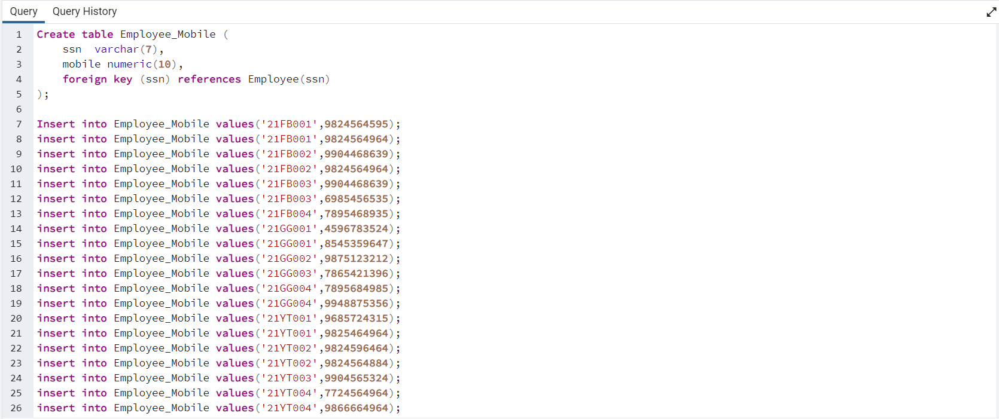 Query Query History
1 Create table Employee_Mobile (
2     ssn  varchar(7),
3     mobile numeric(10),
4     foreign key (ssn) references Employee(ssn)
5 );
6
7 Insert into Employee_Mobile values('21FB001',9824564595);
8 insert into Employee_Mobile values('21FB001',9824564964);
9 insert into Employee_Mobile values('21FB002',9904468639);
10 insert into Employee_Mobile values('21FB002',9824564964);
11 insert into Employee_Mobile values('21FB003',9904468639);
12 insert into Employee_Mobile values('21FB003',6985456535);
13 insert into Employee_Mobile values('21FB004',7895468935);
14 insert into Employee_Mobile values('21GG001',4596783524);
15 insert into Employee_Mobile values('21GG001',8545359647);
16 insert into Employee_Mobile values('21GG002',9875123212);
17 insert into Employee_Mobile values('21GG003',7865421396);
18 insert into Employee_Mobile values('21GG004',7895684985);
19 insert into Employee_Mobile values('21GG004',9948875356);
20 insert into Employee_Mobile values('21YT001',9685724315);
21 insert into Employee_Mobile values('21YT001',9825464964);
22 insert into Employee_Mobile values('21YT002',9824596464);
23 insert into Employee_Mobile values('21YT002',9824564884);
24 insert into Employee_Mobile values('21YT003',9904565324);
25 insert into Employee_Mobile values('21YT004',7724564964);
26 insert into Employee_Mobile values('21YT004',9866664964);